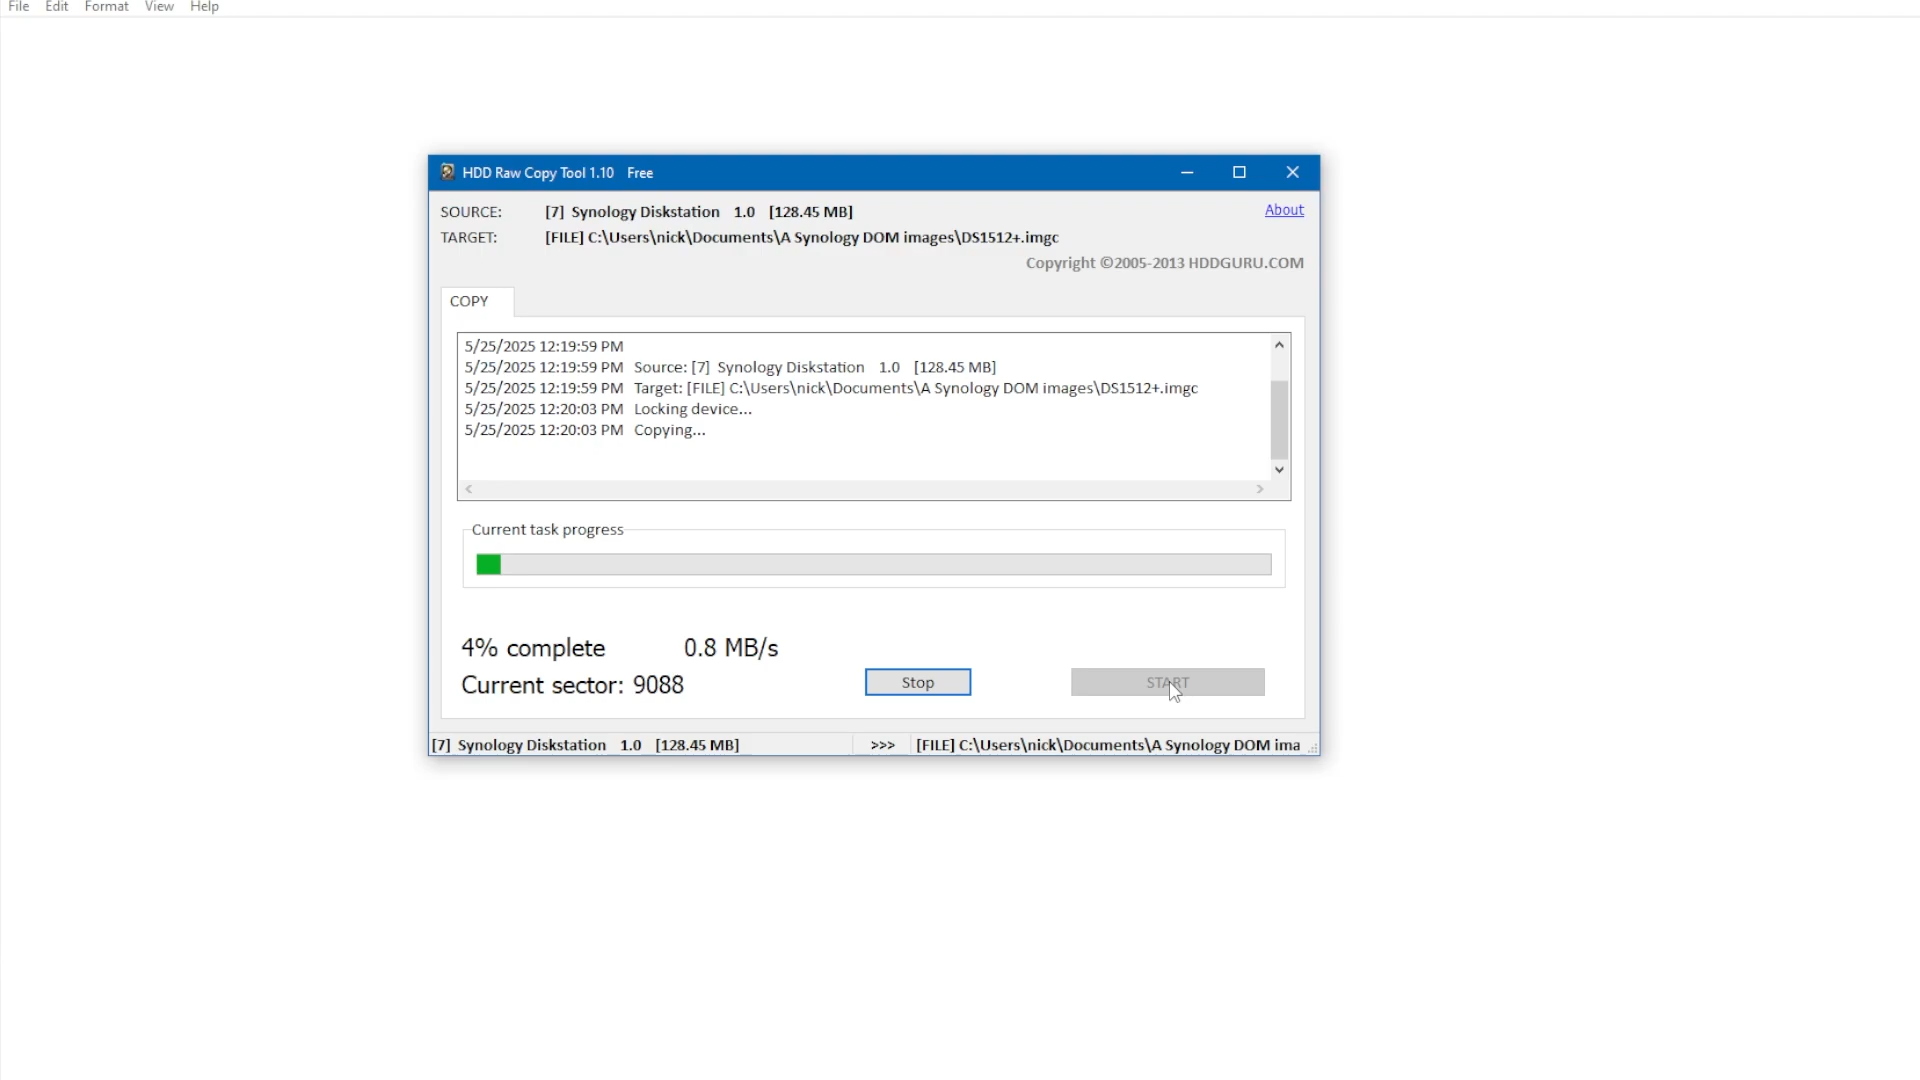 File Edit Format View Help
HDD Raw Copy Tool 1.10 Free
SOURCE: [7] Synology Diskstation 1.0 [128.45 MB] About
TARGET: [FILE] C:\Users\nick\Documents\A Synology DOM images\DS1512+.imgc
Copyright ©2005-2013 HDDGURU.COM
COPY
5/25/2025 12:19:59 PM
5/25/2025 12:19:59 PM Source: [7] Synology Diskstation 1.0 [128.45 MB]
5/25/2025 12:19:59 PM Target: [FILE] C:\Users\nick\Documents\A Synology DOM images\DS1512+.imgc
5/25/2025 12:20:03 PM Locking device...
5/25/2025 12:20:03 PM Copying...
Current task progress
4% complete 0.8 MB/s
Current sector: 9088 Stop START
[7] Synology Diskstation 1.0 [128.45 MB] >>> [FILE] C:\Users\nick\Documents\A Synology DOM ima